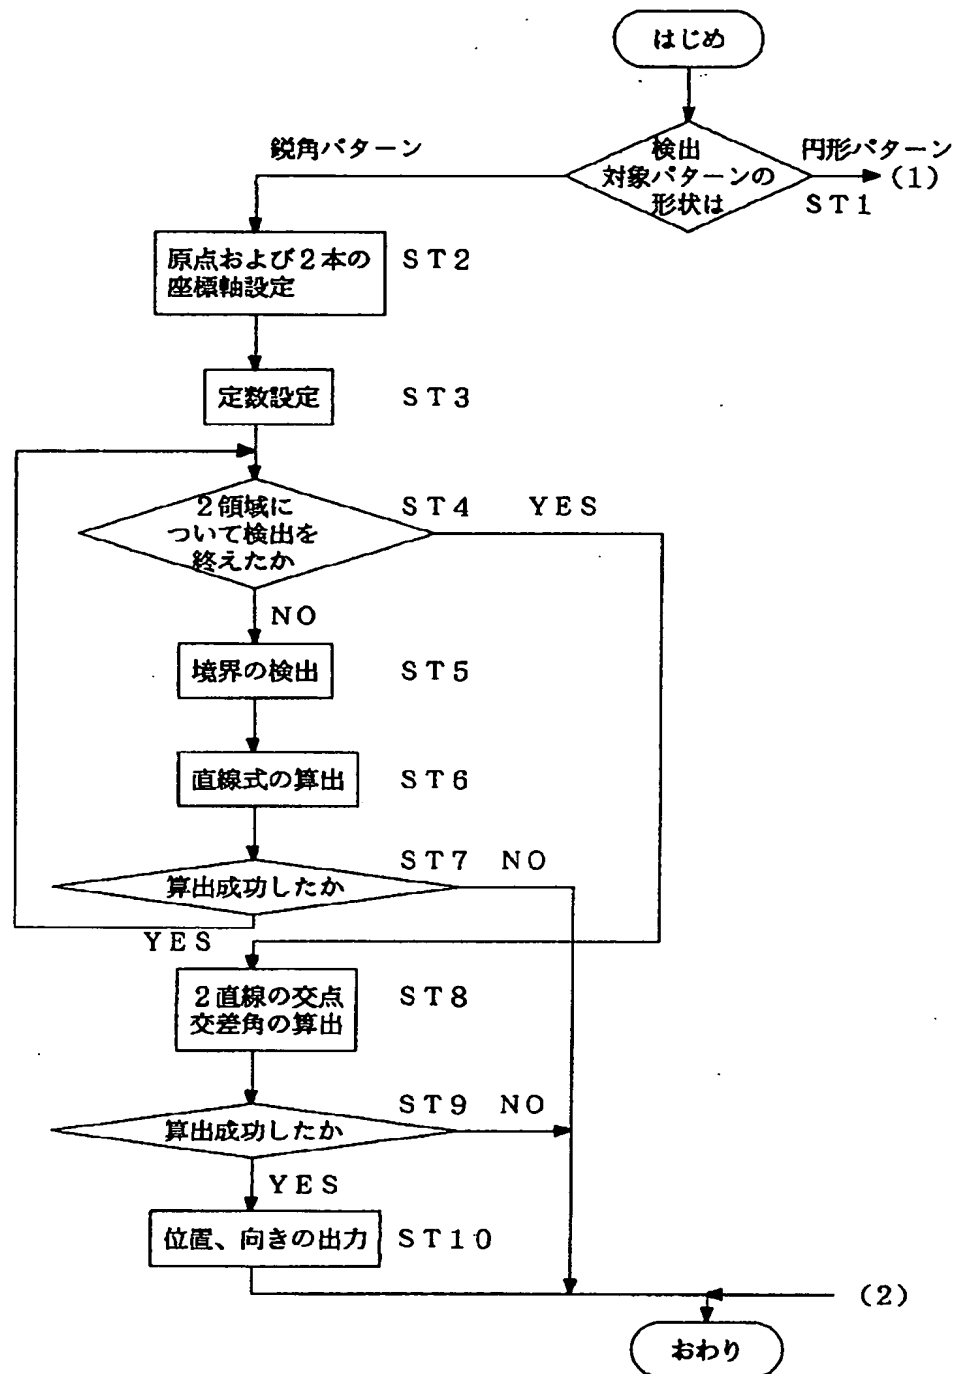 はじめ
鋭角パターン
検出
対象パターンの
形状は
円形パターン
(1)
ST1
原点および2本の
座標軸設定
ST2
定数設定
ST3
2領域に
ついて検出を
終えたか
ST4 YES
NO
境界の検出
ST5
直線式の算出
ST6
算出成功したか
ST7 NO
YES
2直線の交点
交差角の算出
ST8
算出成功したか
ST9 NO
YES
位置、向きの出力
ST10
(2)
おわり